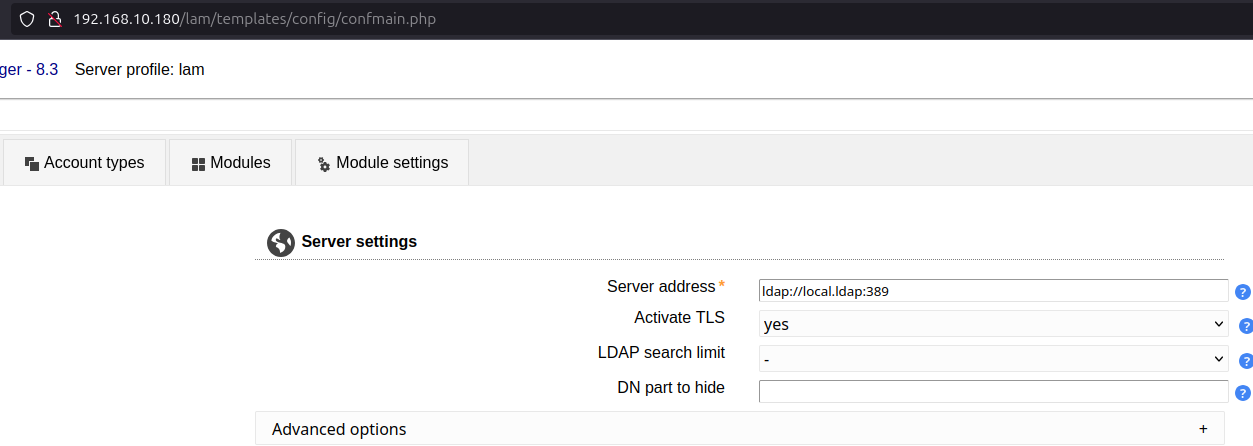 192.168.10.180/lam/templates/config/confmain.php
ger - 8.3 Server profile: lam
Account types Modules Module settings
Server settings
Server address * ldap://local.ldap:389 ?
Activate TLS yes ?
LDAP search limit - ?
DN part to hide ?
Advanced options +